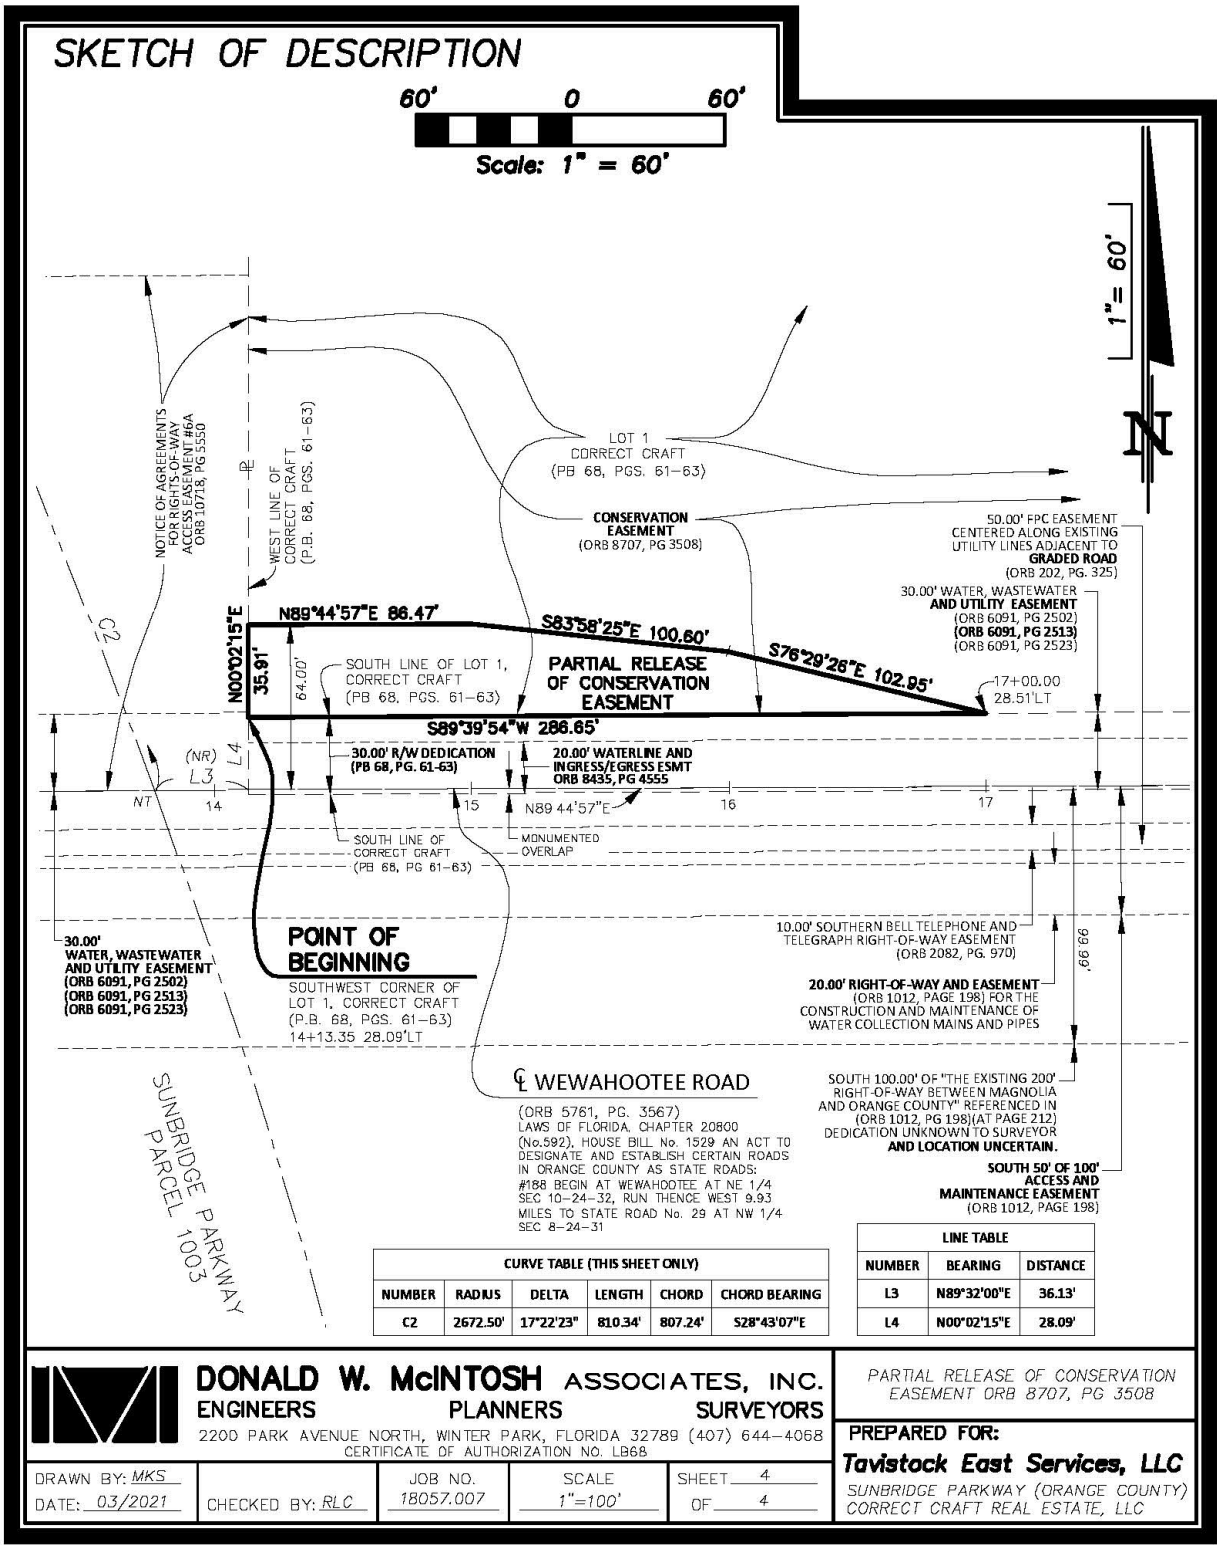 SKETCH OF DESCRIPTION
60' 0 60'
Scale: 1" = 60'
1"= 60'
N
NOTICE OF AGREEMENTS
FOR RIGHTS-OF-WAY
ACCESS EASEMENT #6A
ORB 10718, PG 5550
WEST LINE OF
CORRECT CRAFT
(P.B. 68, PGS. 61-63)
LOT 1
CORRECT CRAFT
(PB 68, PGS. 61-63)
CONSERVATION
EASEMENT
(ORB 8707, PG 3508)
50.00' FPC EASEMENT
CENTERED ALONG EXISTING
UTILITY LINES ADJACENT TO
GRADED ROAD
(ORB 202, PG. 325)
30.00' WATER, WASTEWATER
AND UTILITY EASEMENT
(ORB 6091, PG 2502)
(ORB 6091, PG 2513)
(ORB 6091, PG 2523)
C2
N00°02'15"E
35.91'
N89°44'57"E 86.47'
S83°58'25"E 100.60'
S76°29'26"E 102.95'
64.00'
SOUTH LINE OF LOT 1,
CORRECT CRAFT
(PB 68, PGS. 61-63)
PARTIAL RELEASE
OF CONSERVATION
EASEMENT
17+00.00
28.51'LT
S89°39'54"W 286.65'
(NR)
L3
L4
30.00' R/W DEDICATION
(PB 68, PG. 61-63)
20.00' WATERLINE AND
INGRESS/EGRESS ESMT
ORB 8435, PG 4555
NT
14
15
N89 44'57"E
16
17
SOUTH LINE OF
CORRECT CRAFT
(PB 68, PG 61-63)
MONUMENTED
OVERLAP
30.00'
WATER, WASTEWATER
AND UTILITY EASEMENT
(ORB 6091, PG 2502)
(ORB 6091, PG 2513)
(ORB 6091, PG 2523)
POINT OF
BEGINNING
SOUTHWEST CORNER OF
LOT 1, CORRECT CRAFT
(P.B. 68, PGS. 61-63)
14+13.35 28.09'LT
10.00' SOUTHERN BELL TELEPHONE AND
TELEGRAPH RIGHT-OF-WAY EASEMENT
(ORB 2082, PG. 970)
99.99'
20.00' RIGHT-OF-WAY AND EASEMENT
(ORB 1012, PAGE 198) FOR THE
CONSTRUCTION AND MAINTENANCE OF
WATER COLLECTION MAINS AND PIPES
SUNBRIDGE PARKWAY
PARCEL 1003
℄ WEWAHOOTEE ROAD
(ORB 5761, PG. 3567)
LAWS OF FLORIDA, CHAPTER 20800
(No.592), HOUSE BILL No. 1529 AN ACT TO
DESIGNATE AND ESTABLISH CERTAIN ROADS
IN ORANGE COUNTY AS STATE ROADS:
#188 BEGIN AT WEWAHOOTEE AT NE 1/4
SEC 10-24-32, RUN THENCE WEST 9.93
MILES TO STATE ROAD No. 29 AT NW 1/4
SEC 8-24-31
SOUTH 100.00' OF "THE EXISTING 200'
RIGHT-OF-WAY BETWEEN MAGNOLIA
AND ORANGE COUNTY" REFERENCED IN
(ORB 1012, PG 198)(AT PAGE 212)
DEDICATION UNKNOWN TO SURVEYOR
AND LOCATION UNCERTAIN.
SOUTH 50' OF 100'
ACCESS AND
MAINTENANCE EASEMENT
(ORB 1012, PAGE 198)
CURVE TABLE (THIS SHEET ONLY)
NUMBER RADIUS DELTA LENGTH CHORD CHORD BEARING
C2 2672.50' 17°22'23" 810.34' 807.24' S28°43'07"E
LINE TABLE
NUMBER BEARING DISTANCE
L3 N89°32'00"E 36.13'
L4 N00°02'15"E 28.09'
DONALD W. McINTOSH ASSOCIATES, INC.
ENGINEERS PLANNERS SURVEYORS
2200 PARK AVENUE NORTH, WINTER PARK, FLORIDA 32789 (407) 644-4068
CERTIFICATE OF AUTHORIZATION NO. LB68
DRAWN BY: MKS
DATE: 03/2021
CHECKED BY: RLC
JOB NO.
18057.007
SCALE
1"=100'
SHEET 4
OF 4
PARTIAL RELEASE OF CONSERVATION
EASEMENT ORB 8707, PG 3508
PREPARED FOR:
Tavistock East Services, LLC
SUNBRIDGE PARKWAY (ORANGE COUNTY)
CORRECT CRAFT REAL ESTATE, LLC